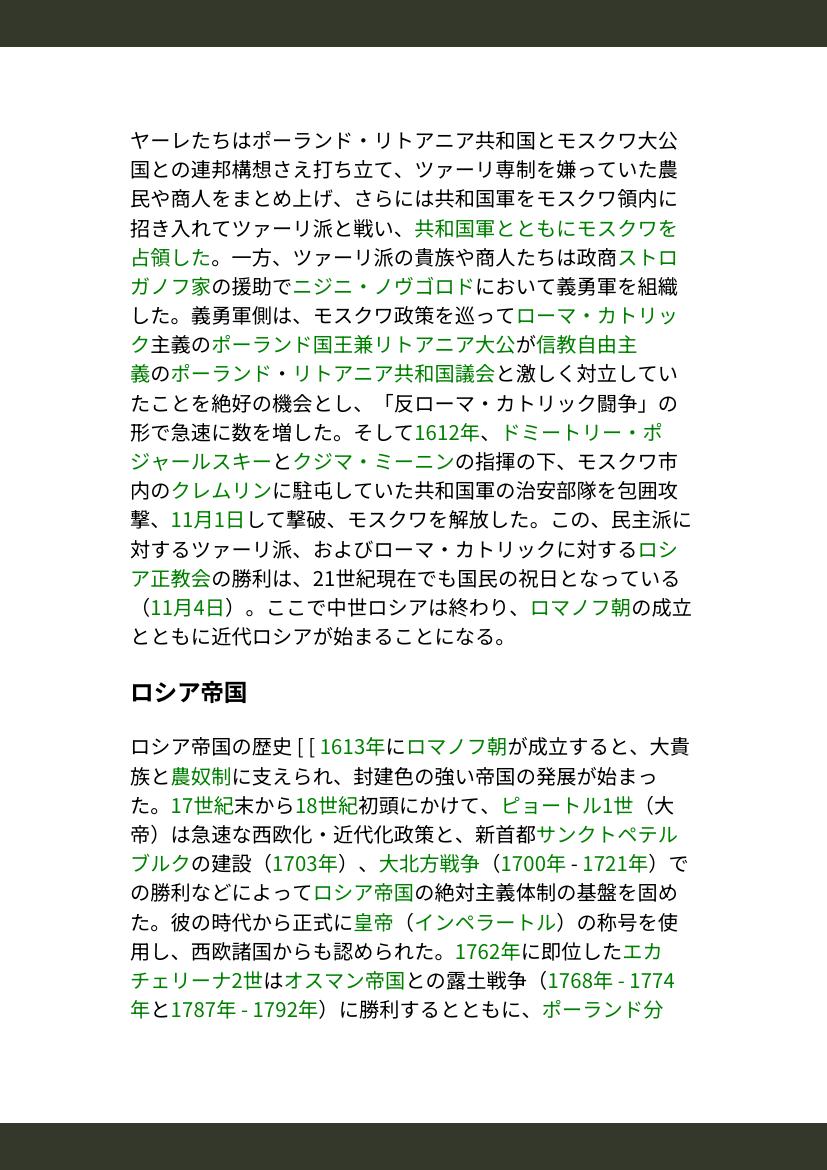 ヤーレたちはポーランド・リトアニア共和国とモスクワ大公
国との連邦構想さえ打ち立て、ツァーリ専制を嫌っていた農
民や商人をまとめ上げ、さらには共和国軍をモスクワ領内に
招き入れてツァーリ派と戦い、共和国軍とともにモスクワを
占領した。一方、ツァーリ派の貴族や商人たちは政商ストロ
ガノフ家の援助でニジニ・ノヴゴロドにおいて義勇軍を組織
した。義勇軍側は、モスクワ政策を巡ってローマ・カトリッ
ク主義のポーランド国王兼リトアニア大公が信教自由主
義のポーランド・リトアニア共和国議会と激しく対立してい
たことを絶好の機会とし、「反ローマ・カトリック闘争」の
形で急速に数を増した。そして1612年、ドミートリー・ポ
ジャールスキーとクジマ・ミーニンの指揮の下、モスクワ市
内のクレムリンに駐屯していた共和国軍の治安部隊を包囲攻
撃、11月1日して撃破、モスクワを解放した。この、民主派に
対するツァーリ派、およびローマ・カトリックに対するロシ
ア正教会の勝利は、21世紀現在でも国民の祝日となっている
（11月4日）。ここで中世ロシアは終わり、ロマノフ朝の成立
とともに近代ロシアが始まることになる。
ロシア帝国
ロシア帝国の歴史 [ [ 1613年にロマノフ朝が成立すると、大貴
族と農奴制に支えられ、封建色の強い帝国の発展が始まっ
た。17世紀末から18世紀初頭にかけて、ピョートル1世（大
帝）は急速な西欧化・近代化政策と、新首都サンクトペテル
ブルクの建設（1703年）、大北方戦争（1700年 - 1721年）で
の勝利などによってロシア帝国の絶対主義体制の基盤を固め
た。彼の時代から正式に皇帝（インペラートル）の称号を使
用し、西欧諸国からも認められた。1762年に即位したエカ
チェリーナ2世はオスマン帝国との露土戦争（1768年 - 1774
年と1787年 - 1792年）に勝利するとともに、ポーランド分